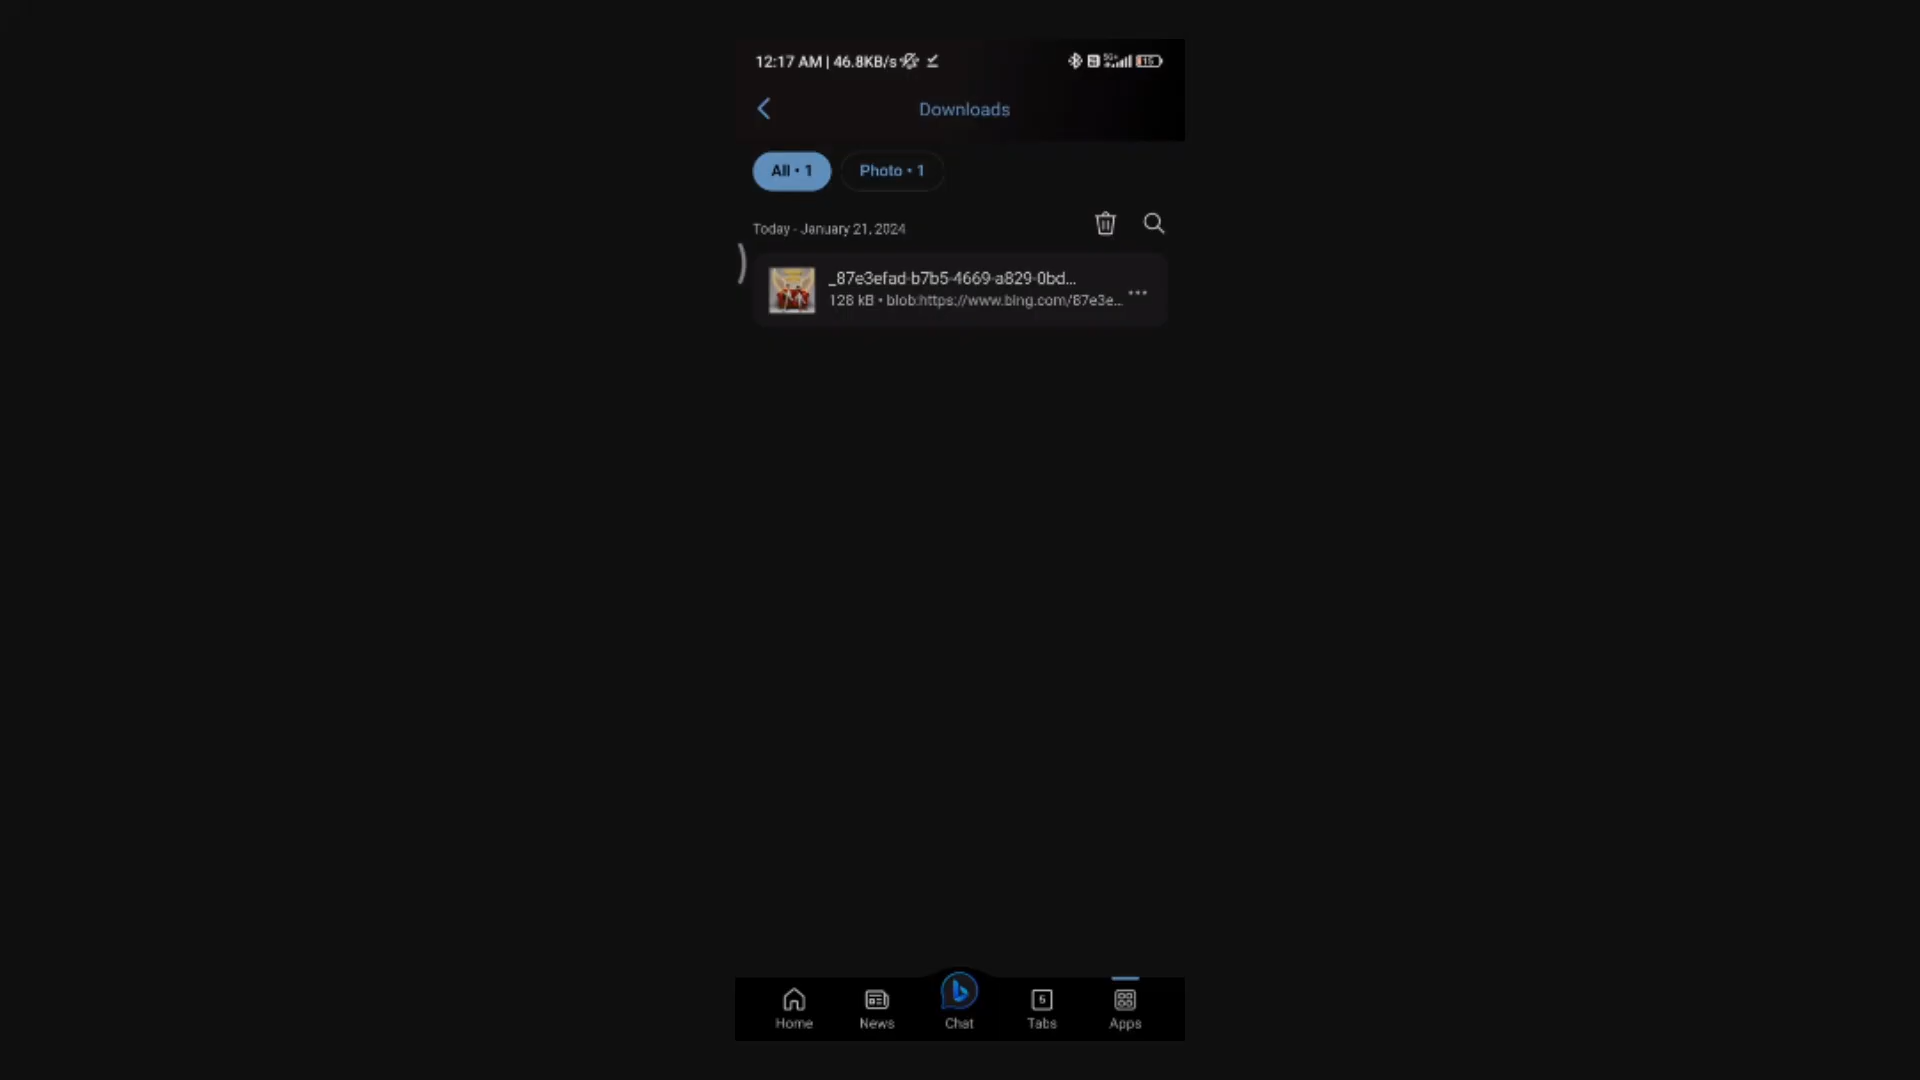 12:17 AM | 46.8KB/s
Downloads
All • 1
Photo • 1
Today - January 21, 2024
_87e3efad-b7b5-4669-a829-0bd...
128 kB • blob:https://www.bing.com/87e3e...
Home
News
Chat
5
Tabs
Apps